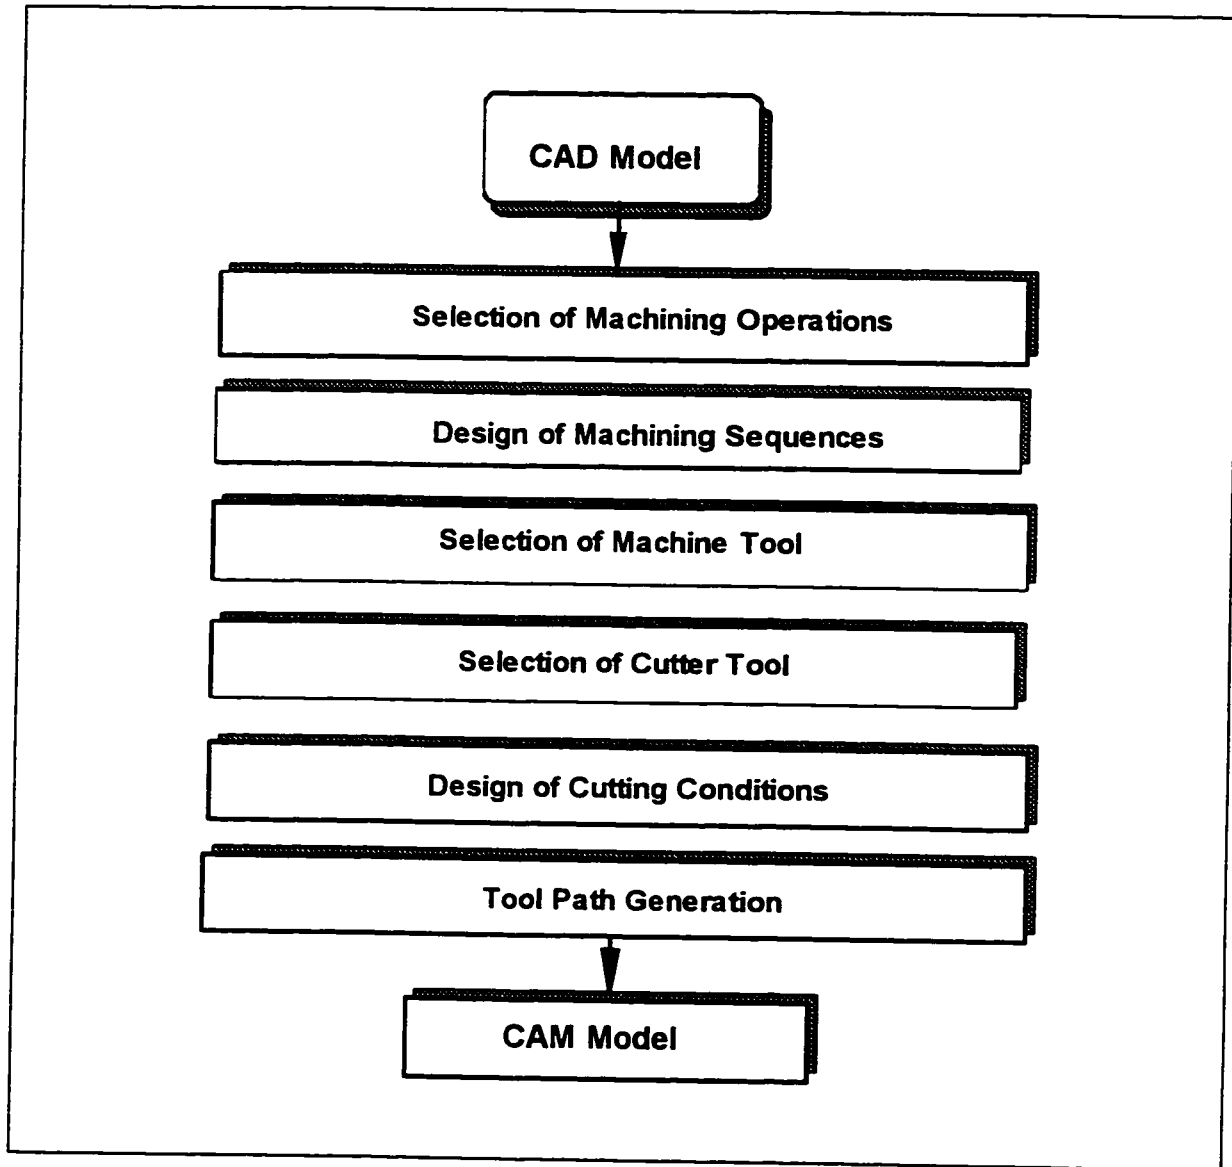 CAD Model
Selection of Machining Operations
Design of Machining Sequences
Selection of Machine Tool
Selection of Cutter Tool
Design of Cutting Conditions
Tool Path Generation
CAM Model